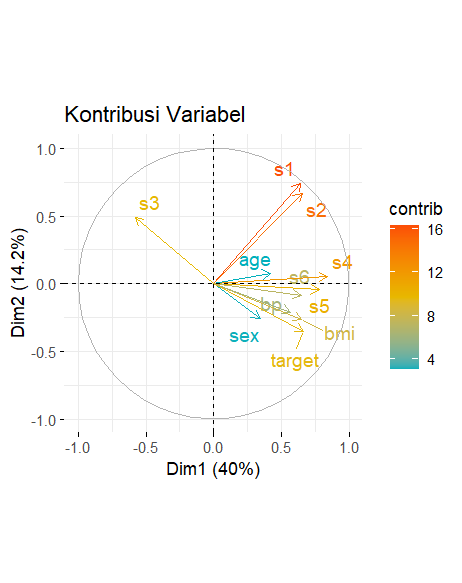 Kontribusi Variabel
Dim2 (14.2%)
1.0
0.5
0.0
-0.5
-1.0
s1
s2
s3
age
s4
s6
bp
s5
sex
bmi
target
-1.0
-0.5
0.0
0.5
1.0
Dim1 (40%)
contrib
16
12
8
4